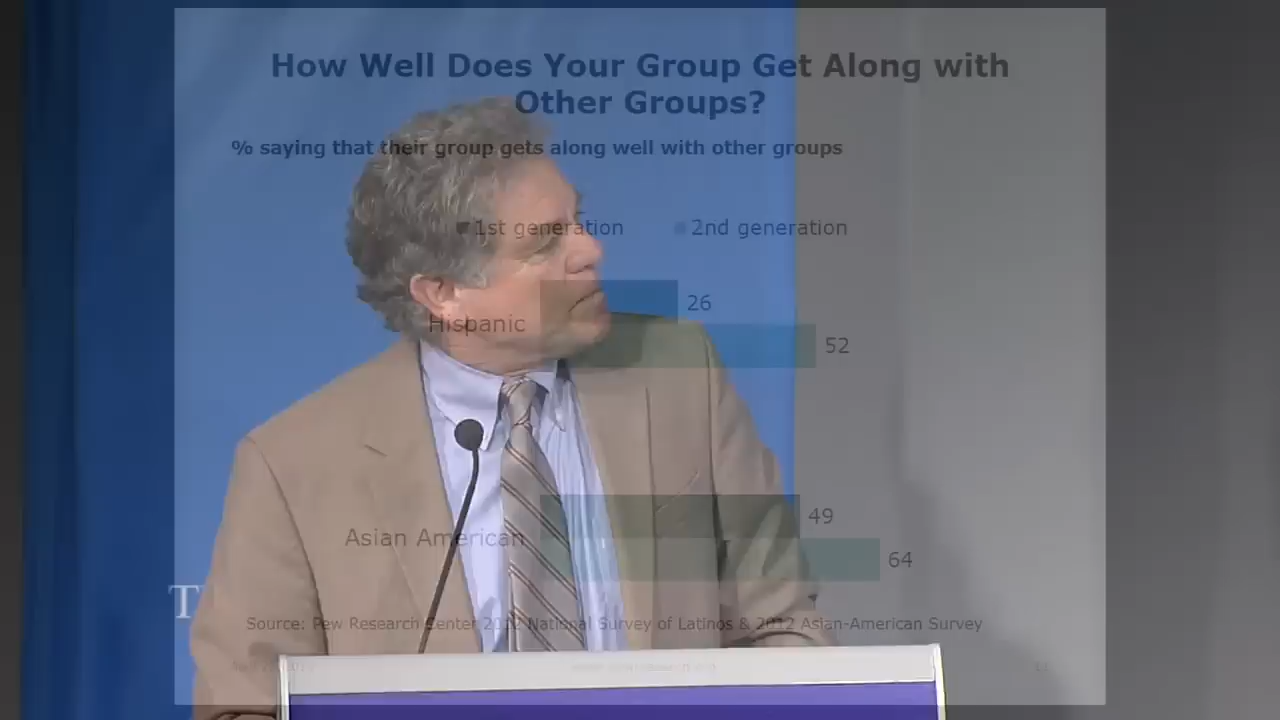 How Well Does Your Group Get Along with
Other Groups?
% saying that their group gets along well with other groups
1st generation 2nd generation
26
Hispanic
52
49
Asian American
64
T
Source: Pew Research Center 2012 National Survey of Latinos & 2012 Asian-American Survey